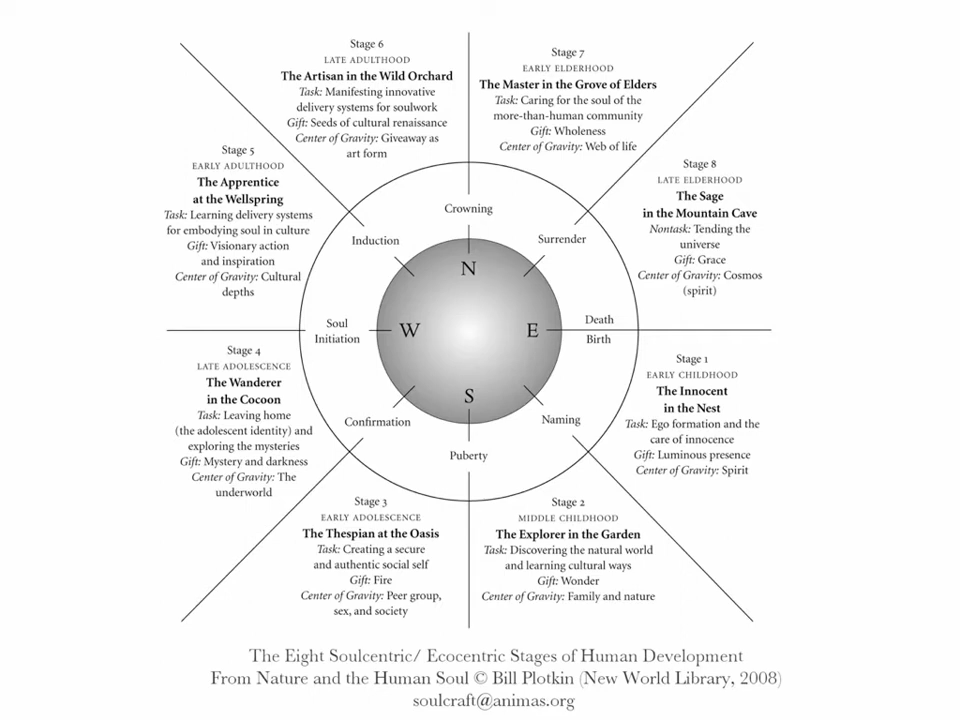 Stage 6
LATE ADULTHOOD
The Artisan in the Wild Orchard
Task: Manifesting innovative
delivery systems for soulwork
Gift: Seeds of cultural renaissance
Center of Gravity: Giveaway as
art form
Stage 7
EARLY ELDERHOOD
The Master in the Grove of Elders
Task: Caring for the soul of the
more-than-human community
Gift: Wholeness
Center of Gravity: Web of life
Stage 5
EARLY ADULTHOOD
The Apprentice
at the Wellspring
Task: Learning delivery systems
for embodying soul in culture
Gift: Visionary action
and inspiration
Center of Gravity: Cultural
depths
Stage 8
LATE ELDERHOOD
The Sage
in the Mountain Cave
Nontask: Tending the
universe
Gift: Grace
Center of Gravity: Cosmos
(spirit)
Crowning
Induction
Surrender
N
Soul
Initiation
W
E
Death
Birth
S
Confirmation
Naming
Puberty
Stage 4
LATE ADOLESCENCE
The Wanderer
in the Cocoon
Task: Leaving home
(the adolescent identity) and
exploring the mysteries
Gift: Mystery and darkness
Center of Gravity: The
underworld
Stage 1
EARLY CHILDHOOD
The Innocent
in the Nest
Task: Ego formation and the
care of innocence
Gift: Luminous presence
Center of Gravity: Spirit
Stage 3
EARLY ADOLESCENCE
The Thespian at the Oasis
Task: Creating a secure
and authentic social self
Gift: Fire
Center of Gravity: Peer group,
sex, and society
Stage 2
MIDDLE CHILDHOOD
The Explorer in the Garden
Task: Discovering the natural world
and learning cultural ways
Gift: Wonder
Center of Gravity: Family and nature
The Eight Soulcentric/ Ecocentric Stages of Human Development
From Nature and the Human Soul © Bill Plotkin (New World Library, 2008)
soulcraft@animas.org